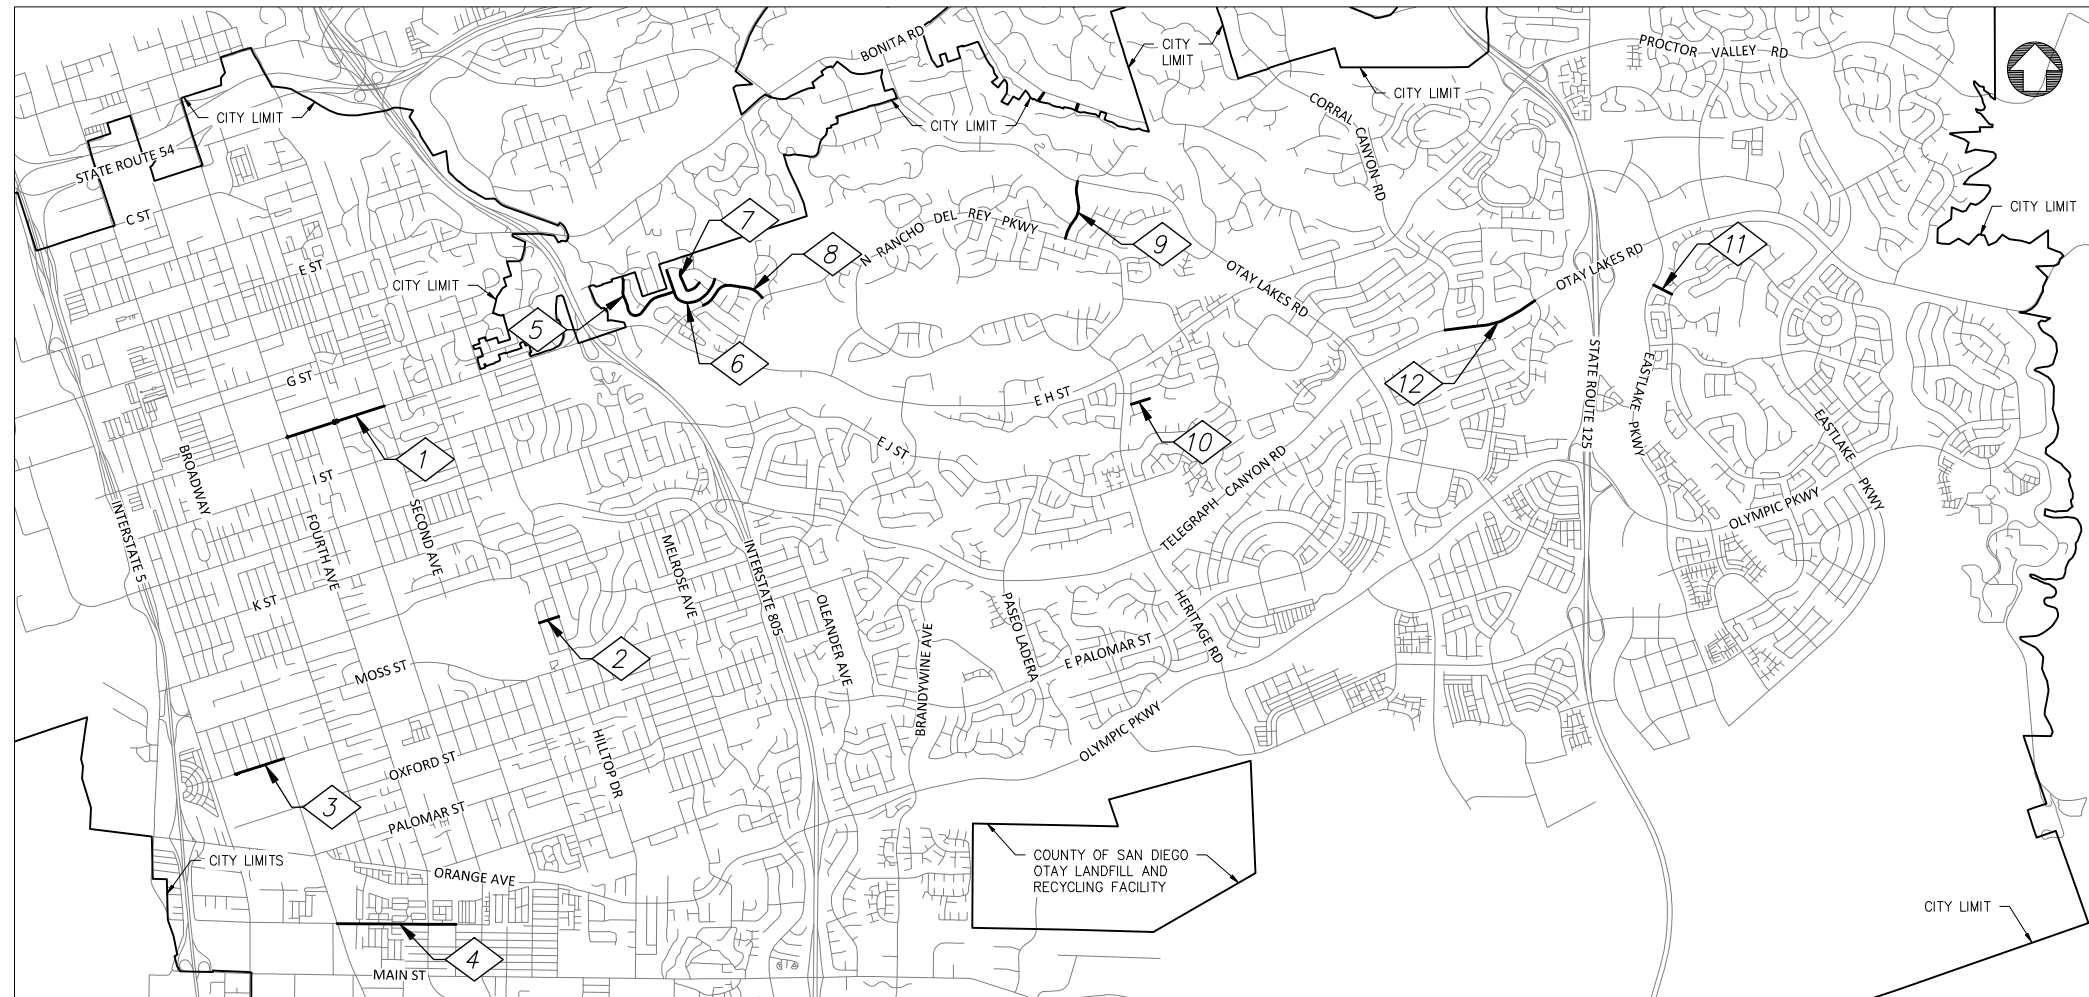 BONITA RD
CITY
LIMIT
PROCTOR VALLEY RD
CITY LIMIT
CITY LIMIT
CITY LIMIT
CORRAL CANYON RD
STATE ROUTE 54
C ST
7
N RANCHO DEL REY PKWY
9
CITY LIMIT
11
8
E ST
CITY LIMIT
OTAY LAKES RD
OTAY LAKES RD
5
6
G ST
12
STATE ROUTE 125
EASTLAKE PKWY
E H ST
10
EASTLAKE PKWY
1
E J ST
BROADWAY
I ST
TELEGRAPH CANYON RD
OLYMPIC PKWY
INTERSTATE 5
FOURTH AVE
SECOND AVE
MELROSE AVE
INTERSTATE 805
K ST
OLEANDER AVE
BRANDYWINE AVE
PASEO LADERA
HERITAGE RD
2
MOSS ST
E PALOMAR ST
OLYMPIC PKWY
OXFORD ST
HILLTOP DR
3
PALOMAR ST
CITY LIMITS
ORANGE AVE
COUNTY OF SAN DIEGO
OTAY LANDFILL AND
RECYCLING FACILITY
CITY LIMIT
4
MAIN ST